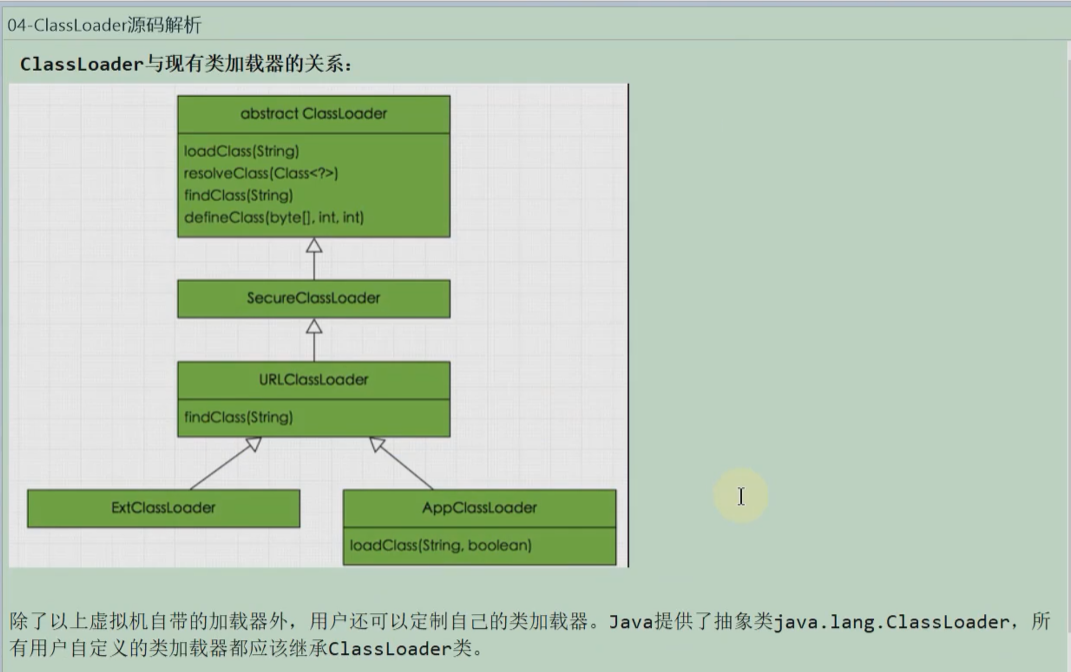 04-ClassLoader源码解析
ClassLoader与现有类加载器的关系:
abstract ClassLoader
loadClass(String)
resolveClass(Class<?>)
findClass(String)
defineClass(byte[], int, int)
SecureClassLoader
URLClassLoader
findClass(String)
ExtClassLoader
AppClassLoader
loadClass(String, boolean)
除了以上虚拟机自带的加载器外，用户还可以定制自己的类加载器。Java提供了抽象类java.lang.ClassLoader，所
有用户自定义的类加载器都应该继承ClassLoader类。